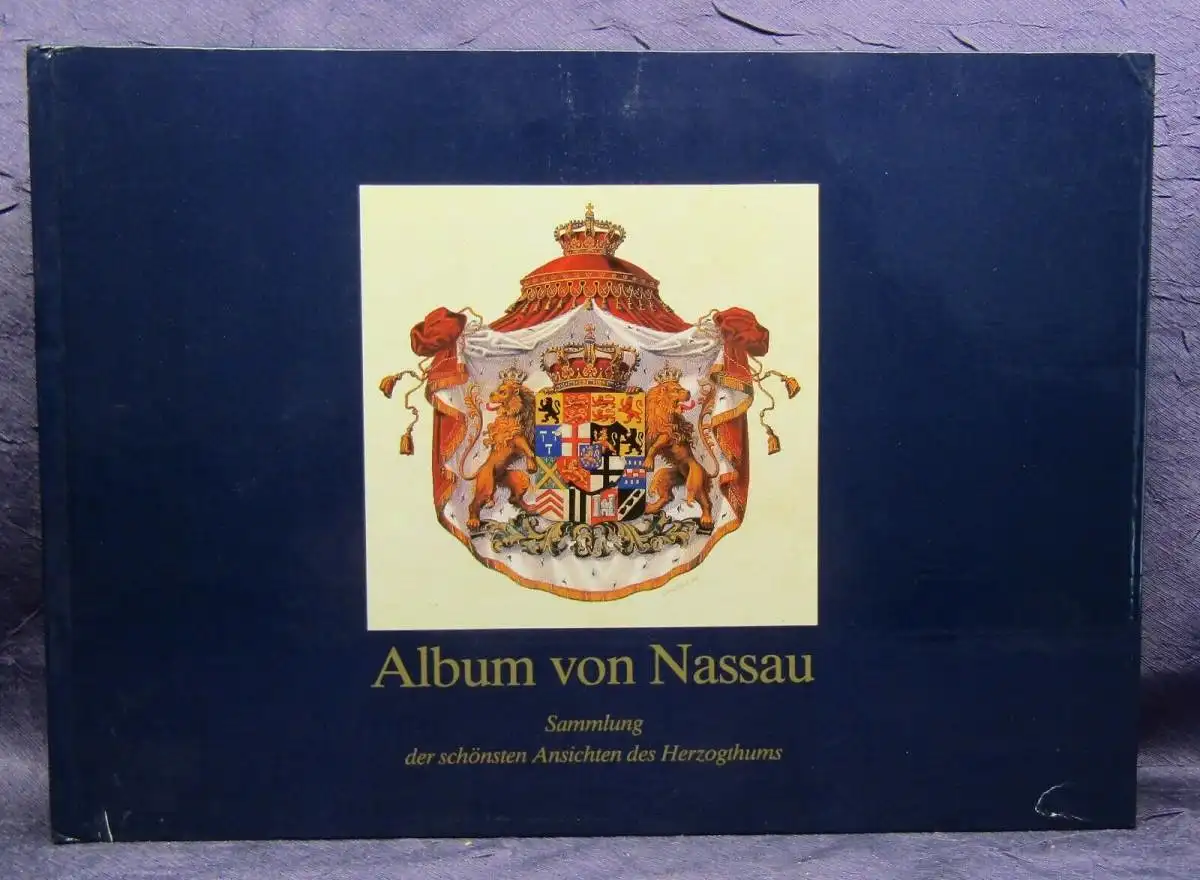 Album von Nassau
Sammlung
der schönsten Ansichten des Herzogthums